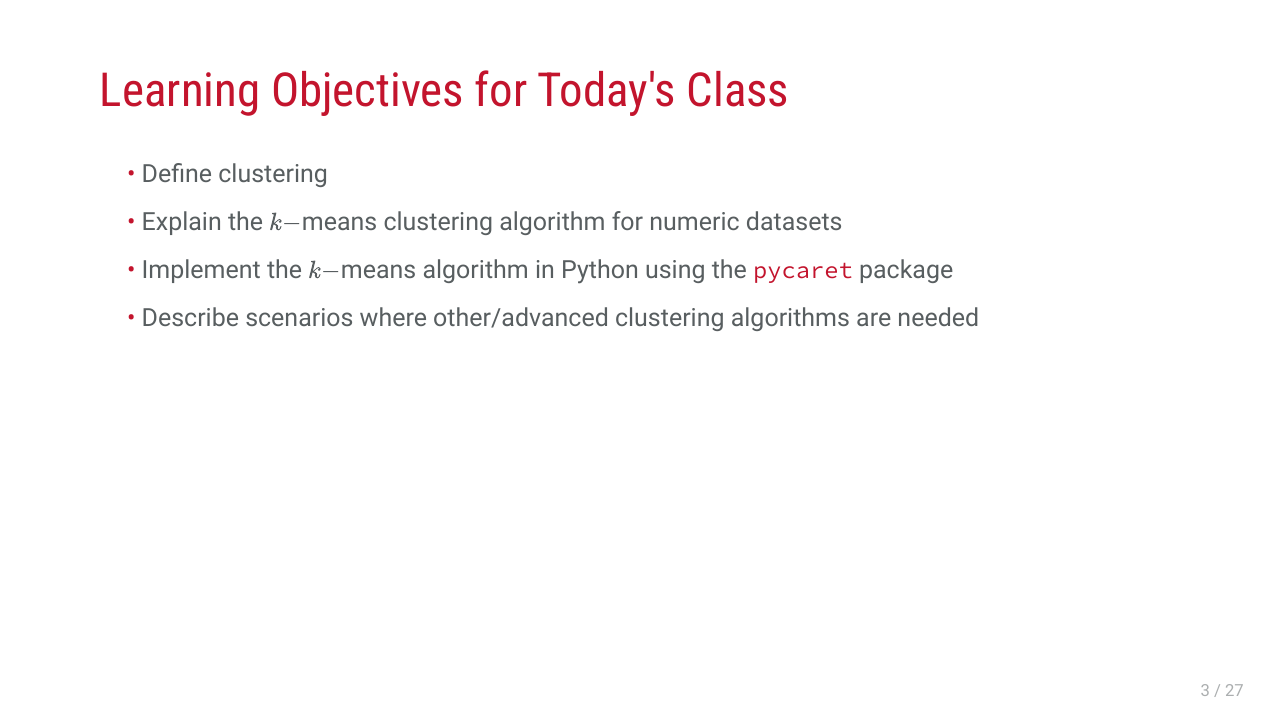 Learning Objectives for Today's Class
• Define clustering
• Explain the k−means clustering algorithm for numeric datasets
• Implement the k−means algorithm in Python using the pycaret package
• Describe scenarios where other/advanced clustering algorithms are needed
3 / 27